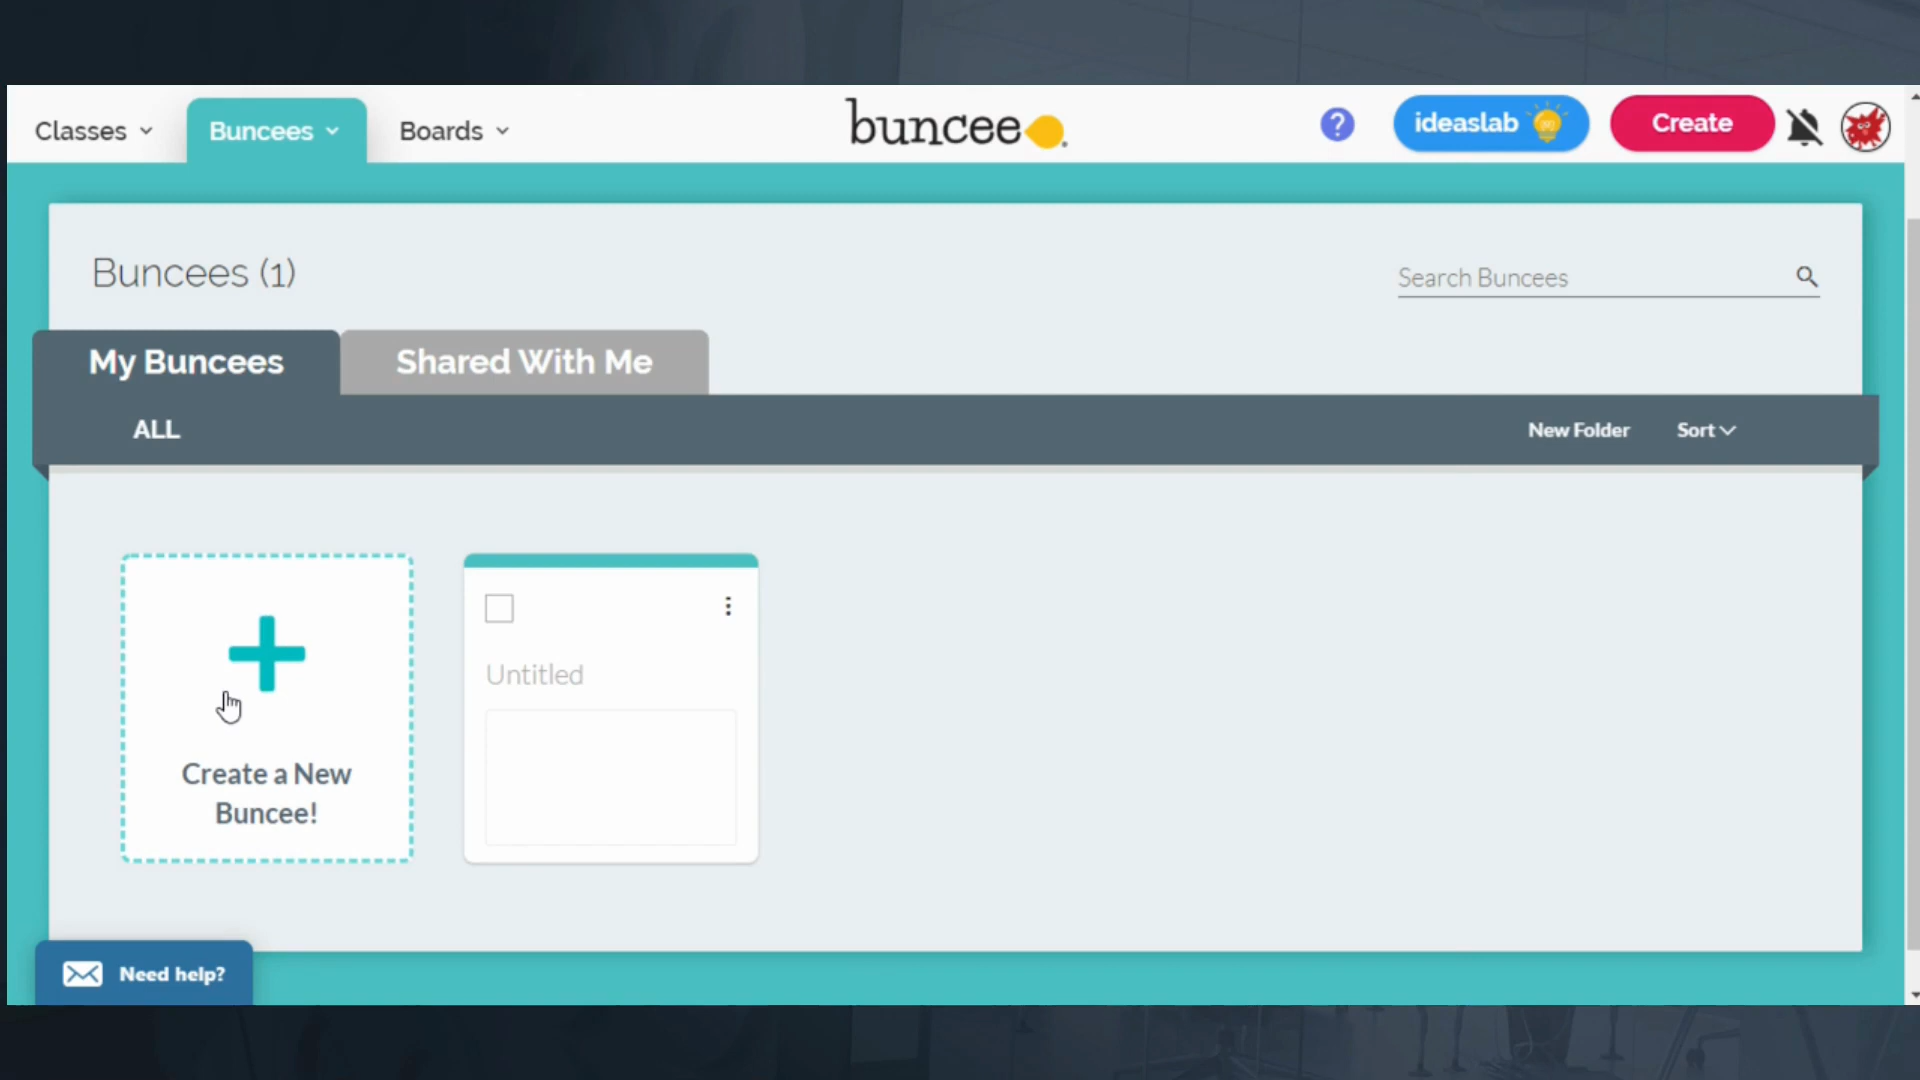 Classes
Buncees
Boards
buncee
?
ideaslab
Create
Buncees (1)
Search Buncees
My Buncees
Shared With Me
ALL
New Folder
Sort
Untitled
Create a New
Buncee!
Need help?